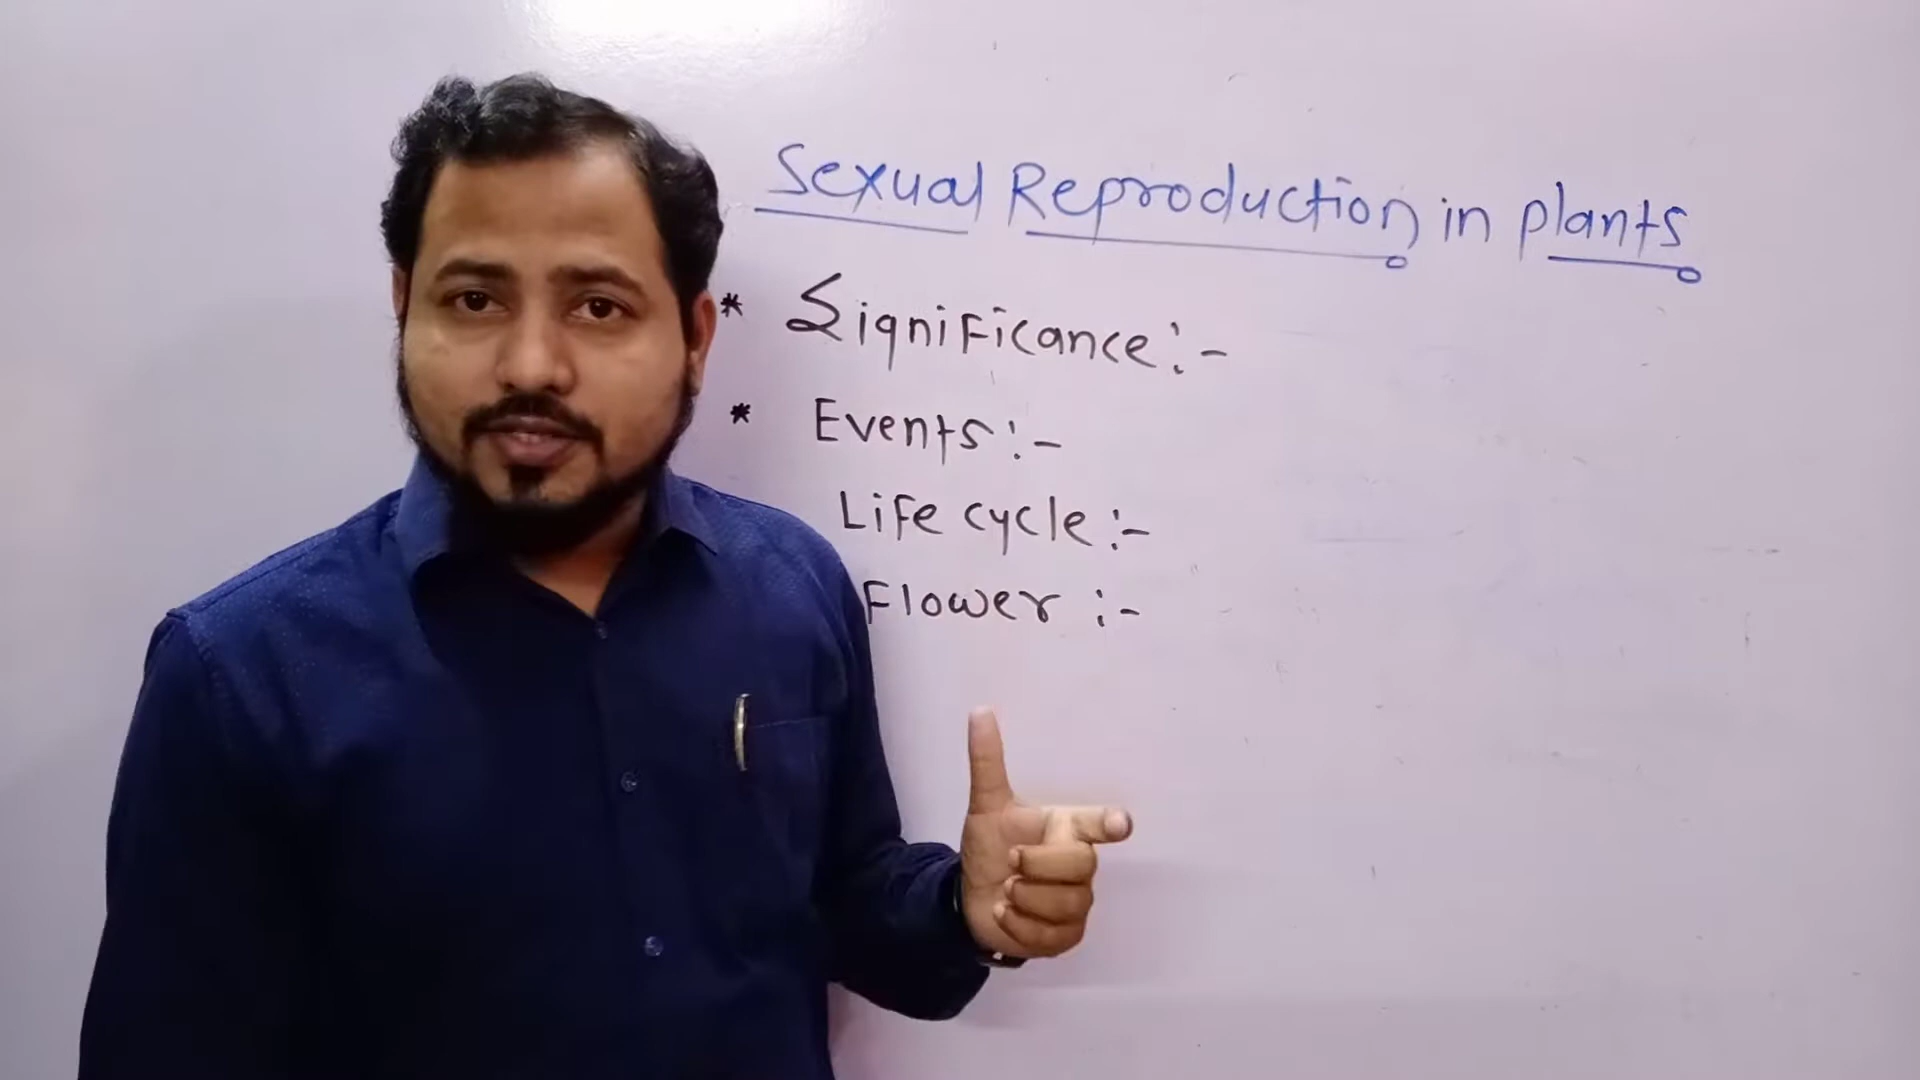 Sexual Reproduction in plants
* Significance:-
* Events:-
Life cycle:-
Flower :-